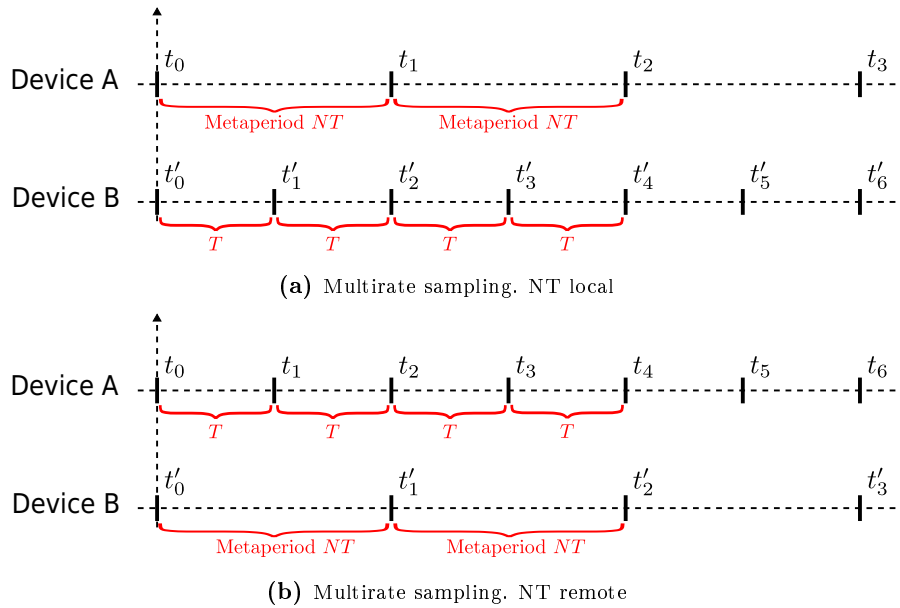 t₀ t₁ t₂ t₃
Device A
Metaperiod NT Metaperiod NT
t′₀ t′₁ t′₂ t′₃ t′₄ t′₅ t′₆
Device B
T T T T
(a) Multirate sampling. NT local
t₀ t₁ t₂ t₃ t₄ t₅ t₆
Device A
T T T T
t′₀ t′₁ t′₂ t′₃
Device B
Metaperiod NT Metaperiod NT
(b) Multirate sampling. NT remote